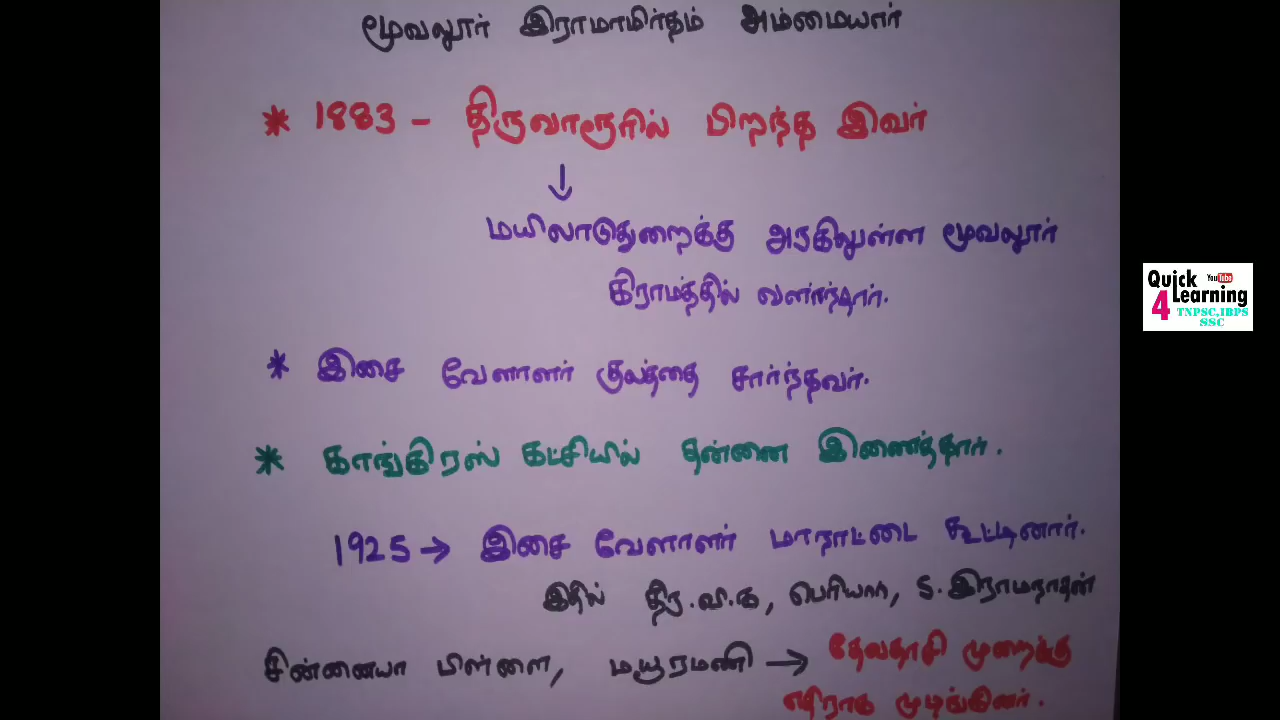 மூவலூர் இராமாமிர்தம் அம்மையார்
* 1883 - திருவாரூரில் பிறந்த இவர்
↓
மயிலாடுதுறைக்கு அருகிலுள்ள மூவலூர்
கிராமத்தில் வளர்ந்தார்.
* இசை வேளாளர் குலத்தை சார்ந்தவர்.
* காங்கிரஸ் கட்சியில் தன்னை இணைத்தார்.
1925 → இசை வேளாளர் மாநாட்டை கூட்டினார்.
இதில் திரு.வி.க, பெரியார், S.இராமநாதன்
சின்னையா பிள்ளை, மயூரமணி → தேவதாசி முறைக்கு
எதிராக
Quick YouTube
4 Learning
TNPSC,IBPS
SSC